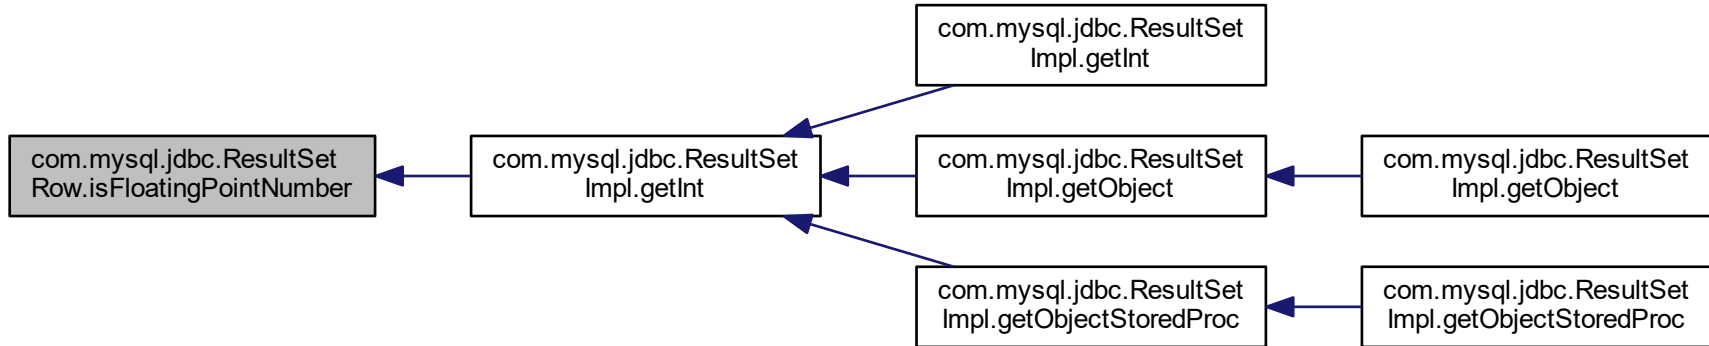 com.mysql.jdbc.ResultSet
Impl.getInt
com.mysql.jdbc.ResultSet
Row.isFloatingPointNumber
com.mysql.jdbc.ResultSet
Impl.getInt
com.mysql.jdbc.ResultSet
Impl.getObject
com.mysql.jdbc.ResultSet
Impl.getObject
com.mysql.jdbc.ResultSet
Impl.getObjectStoredProc
com.mysql.jdbc.ResultSet
Impl.getObjectStoredProc